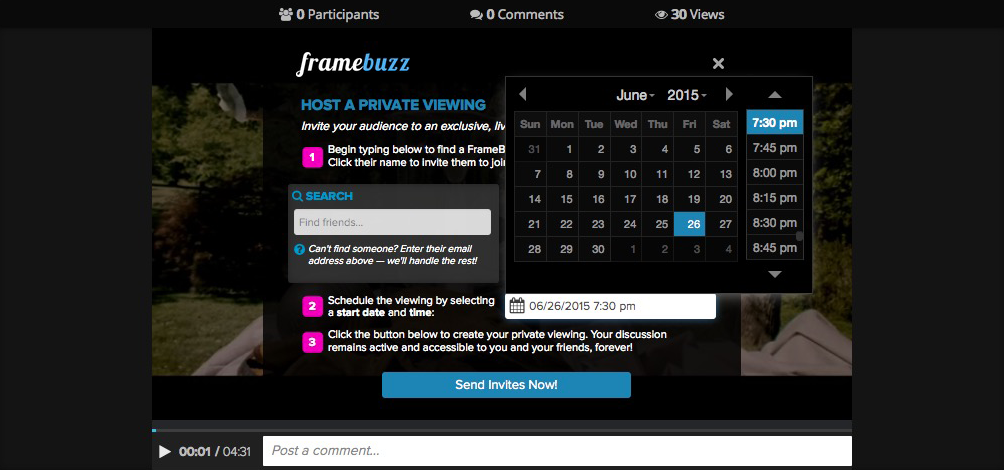 0 Participants
0 Comments
30 Views
framebuzz
HOST A PRIVATE VIEWING
Invite your audience to an exclusive, liv
1
Begin typing below to find a FrameB
Click their name to invite them to join
SEARCH
Find friends...
? Can't find someone? Enter their email
address above — we'll handle the rest!
June 2015
Sun Mon Tue Wed Thu Fri Sat
31 1 2 3 4 5 6
7 8 9 10 11 12 13
14 15 16 17 18 19 20
21 22 23 24 25 26 27
28 29 30 1 2 3 4
7:30 pm
7:45 pm
8:00 pm
8:15 pm
8:30 pm
8:45 pm
2
Schedule the viewing by selecting
a start date and time:
06/26/2015 7:30 pm
3
Click the button below to create your private viewing. Your discussion
remains active and accessible to you and your friends, forever!
Send Invites Now!
00:01 / 04:31
Post a comment...